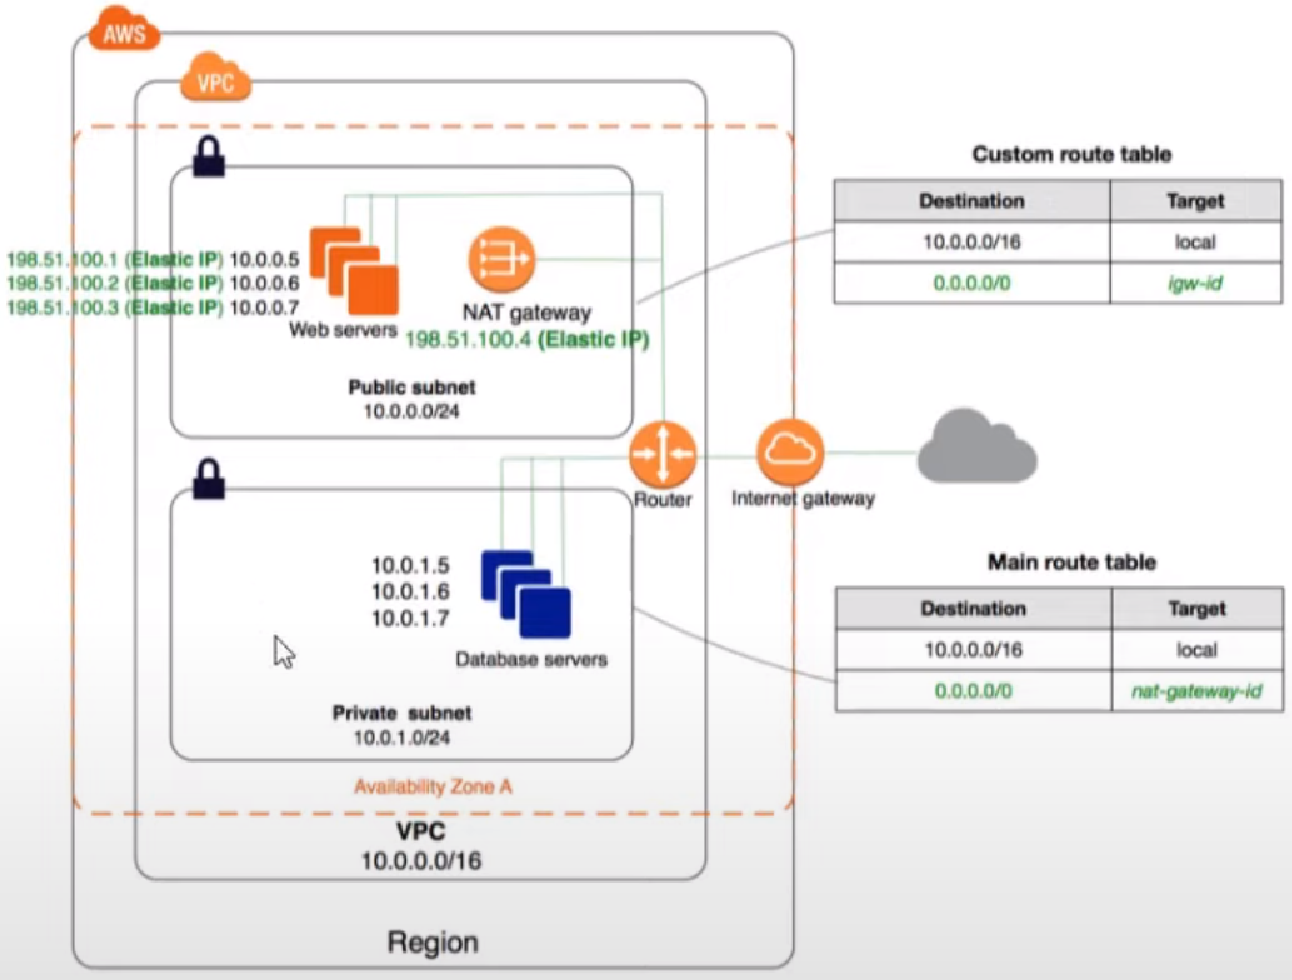 AWS
VPC
198.51.100.1 (Elastic IP) 10.0.0.5
198.51.100.2 (Elastic IP) 10.0.0.6
198.51.100.3 (Elastic IP) 10.0.0.7
Web servers
NAT gateway
198.51.100.4 (Elastic IP)
Public subnet
10.0.0.0/24
Router
Internet gateway
10.0.1.5
10.0.1.6
10.0.1.7
Database servers
Private subnet
10.0.1.0/24
Availability Zone A
VPC
10.0.0.0/16
Region
Custom route table
Destination Target
10.0.0.0/16 local
0.0.0.0/0 igw-id
Main route table
Destination Target
10.0.0.0/16 local
0.0.0.0/0 nat-gateway-id